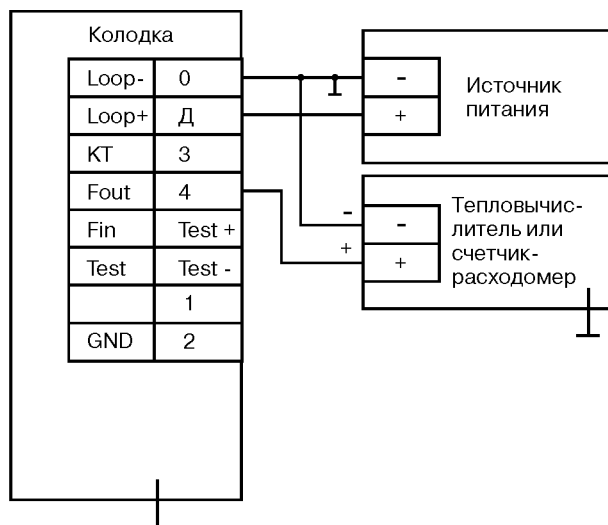 Колодка
Loop- 0
Loop+ Д
КТ 3
Fout 4
Fin Test +
Test Test -
1
GND 2
-
+
Источник
питания
-
+
-
+
Тепловычис-
литель или
счетчик-
расходомер